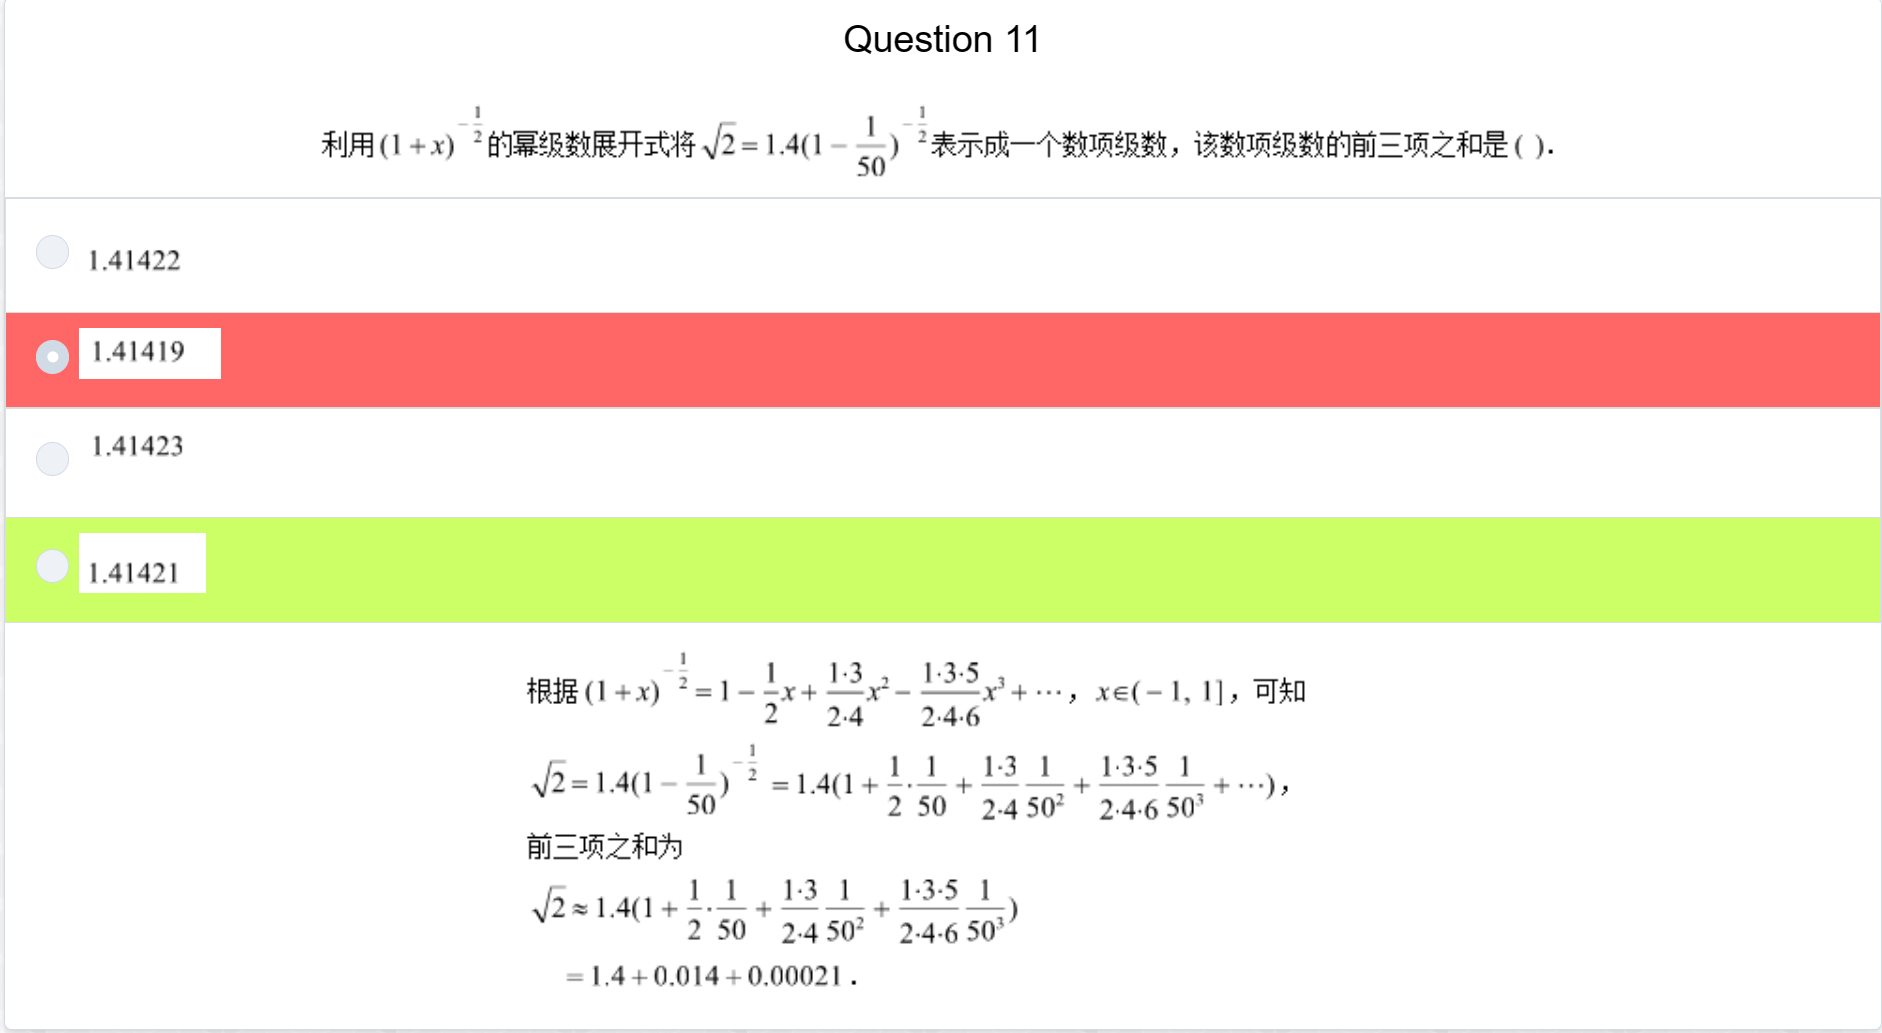 Question 11
利用 $(1+x)^{-\frac{1}{2}}$ 的幂级数展开式将 $\sqrt{2}=1.4(1-\frac{1}{50})^{-\frac{1}{2}}$ 表示成一个数项级数，该数项级数的前三项之和是 ( ).
1.41422
1.41419
1.41423
1.41421
根据 $(1+x)^{-\frac{1}{2}}=1-\frac{1}{2}x+\frac{1\cdot3}{2\cdot4}x^2-\frac{1\cdot3\cdot5}{2\cdot4\cdot6}x^3+\cdots$，$x\in(-1, 1]$，可知
$\sqrt{2}=1.4(1-\frac{1}{50})^{-\frac{1}{2}}=1.4(1+\frac{1}{2}\cdot\frac{1}{50}+\frac{1\cdot3}{2\cdot4}\frac{1}{50^2}+\frac{1\cdot3\cdot5}{2\cdot4\cdot6}\frac{1}{50^3}+\cdots)$，
前三项之和为
$\sqrt{2}\approx1.4(1+\frac{1}{2}\cdot\frac{1}{50}+\frac{1\cdot3}{2\cdot4}\frac{1}{50^2}+\frac{1\cdot3\cdot5}{2\cdot4\cdot6}\frac{1}{50^3})$
$=1.4+0.014+0.00021$ .